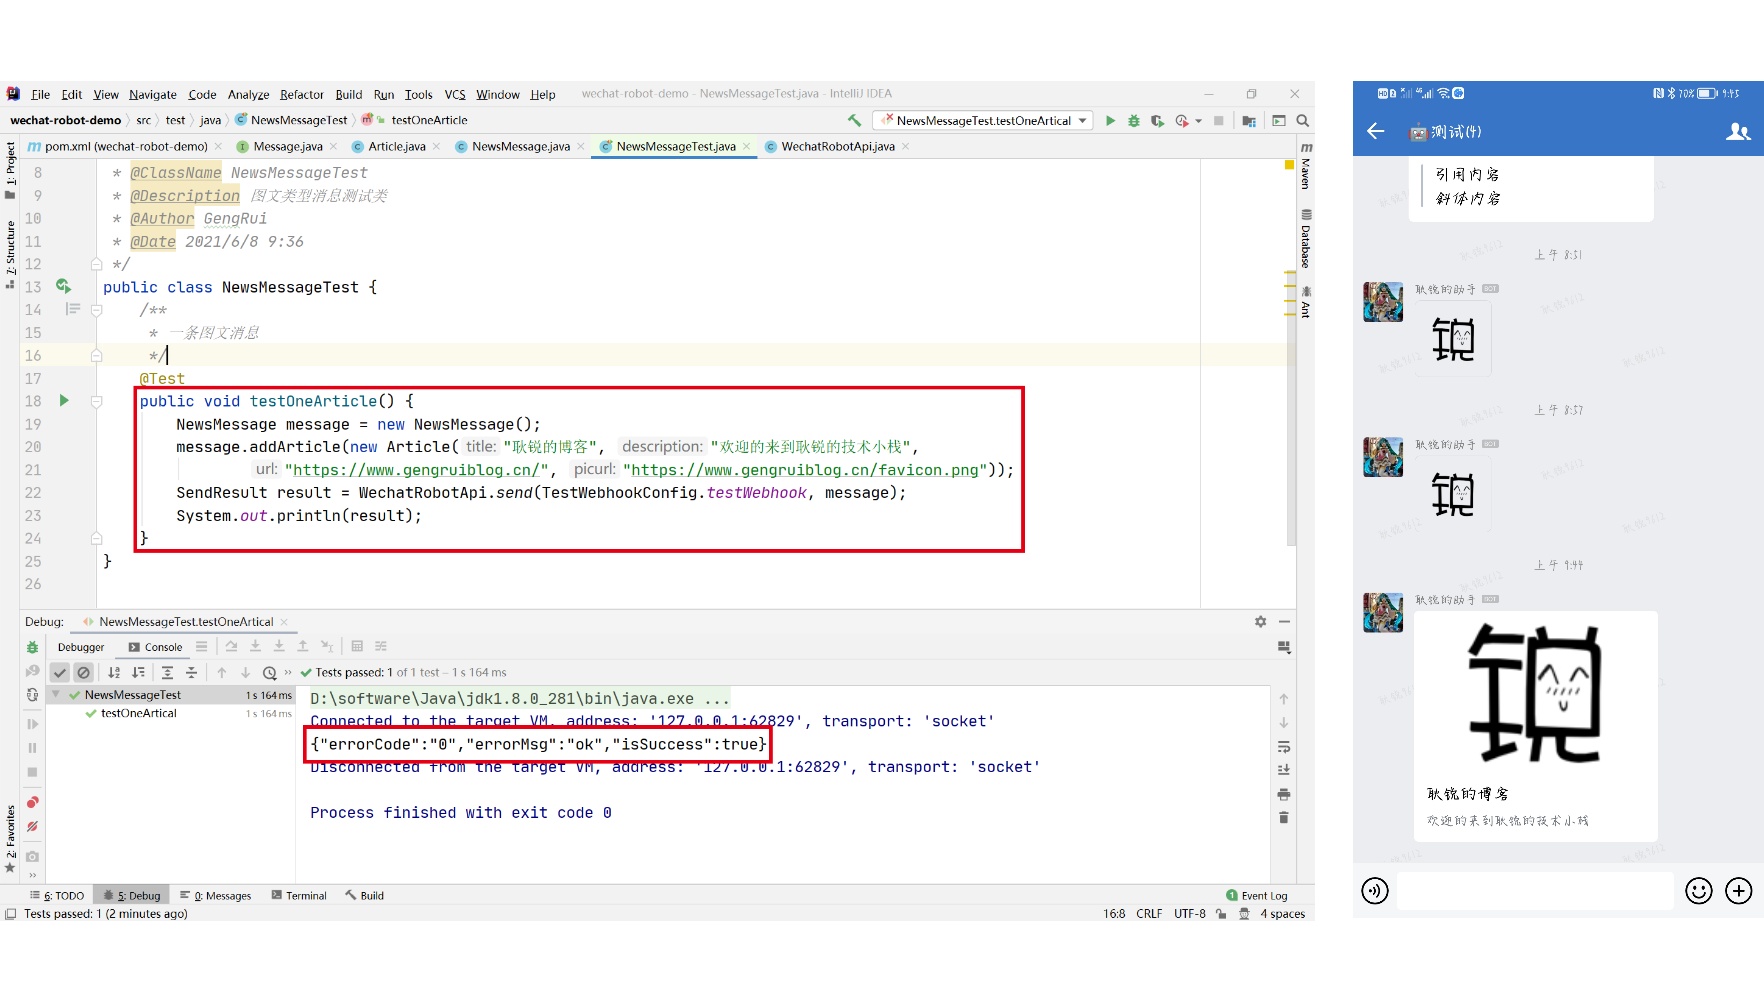 File Edit View Navigate Code Analyze Refactor Build Run Tools VCS Window Help wechat-robot-demo - NewsMessageTest.java - IntelliJ IDEA
wechat-robot-demo src test java NewsMessageTest testOneArticle NewsMessageTest.testOneArtical
pom.xml (wechat-robot-demo) Message.java Article.java NewsMessage.java NewsMessageTest.java WechatRobotApi.java
1: Project
7: Structure
2: Favorites
8 * @ClassName NewsMessageTest
9 * @Description 图文类型消息测试类
10 * @Author GengRui
11 * @Date 2021/6/8 9:36
12 */
13 public class NewsMessageTest {
14 /**
15 * 一条图文消息
16 */
17 @Test
18 public void testOneArticle() {
19 NewsMessage message = new NewsMessage();
20 message.addArticle(new Article( title: "耿锐的博客", description: "欢迎的来到耿锐的技术小栈",
21 url: "https://www.gengruiblog.cn/", picurl: "https://www.gengruiblog.cn/favicon.png"));
22 SendResult result = WechatRobotApi.send(TestWebhookConfig.testWebhook, message);
23 System.out.println(result);
24 }
25 }
26
Maven
Database
Ant
Debug: NewsMessageTest.testOneArtical
Debugger Console
Tests passed: 1 of 1 test – 1 s 164 ms
NewsMessageTest 1 s 164 ms
testOneArtical 1 s 164 ms
D:\software\Java\jdk1.8.0_281\bin\java.exe ...
Connected to the target VM, address: '127.0.0.1:62829', transport: 'socket'
{"errorCode":"0","errorMsg":"ok","isSuccess":true}
Disconnected from the target VM, address: '127.0.0.1:62829', transport: 'socket'
Process finished with exit code 0
6: TODO 5: Debug 0: Messages Terminal Build 1 Event Log
Tests passed: 1 (2 minutes ago) 16:8 CRLF UTF-8 4 spaces
70% 9:45
测试(4)
引用内容
斜体内容
上午 8:51
耿锐的助手 BOT
锐
上午 8:57
耿锐的助手 BOT
锐
上午 9:44
耿锐的助手 BOT
锐
耿锐的博客
欢迎的来到耿锐的技术小栈